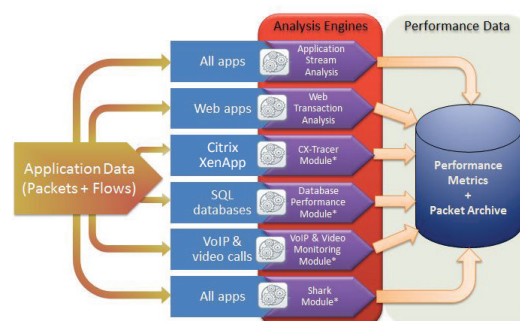 Analysis Engines
Performance Data
All apps
Application
Stream
Analysis
Web apps
Web
Transaction
Analysis
Citrix
XenApp
CX-Tracer
Module*
Application Data
(Packets + Flows)
SQL
databases
Database
Performance
Module*
VoIP &
video calls
VoIP & Video
Monitoring
Module*
All apps
Shark
Module*
Performance
Metrics
+
Packet Archive